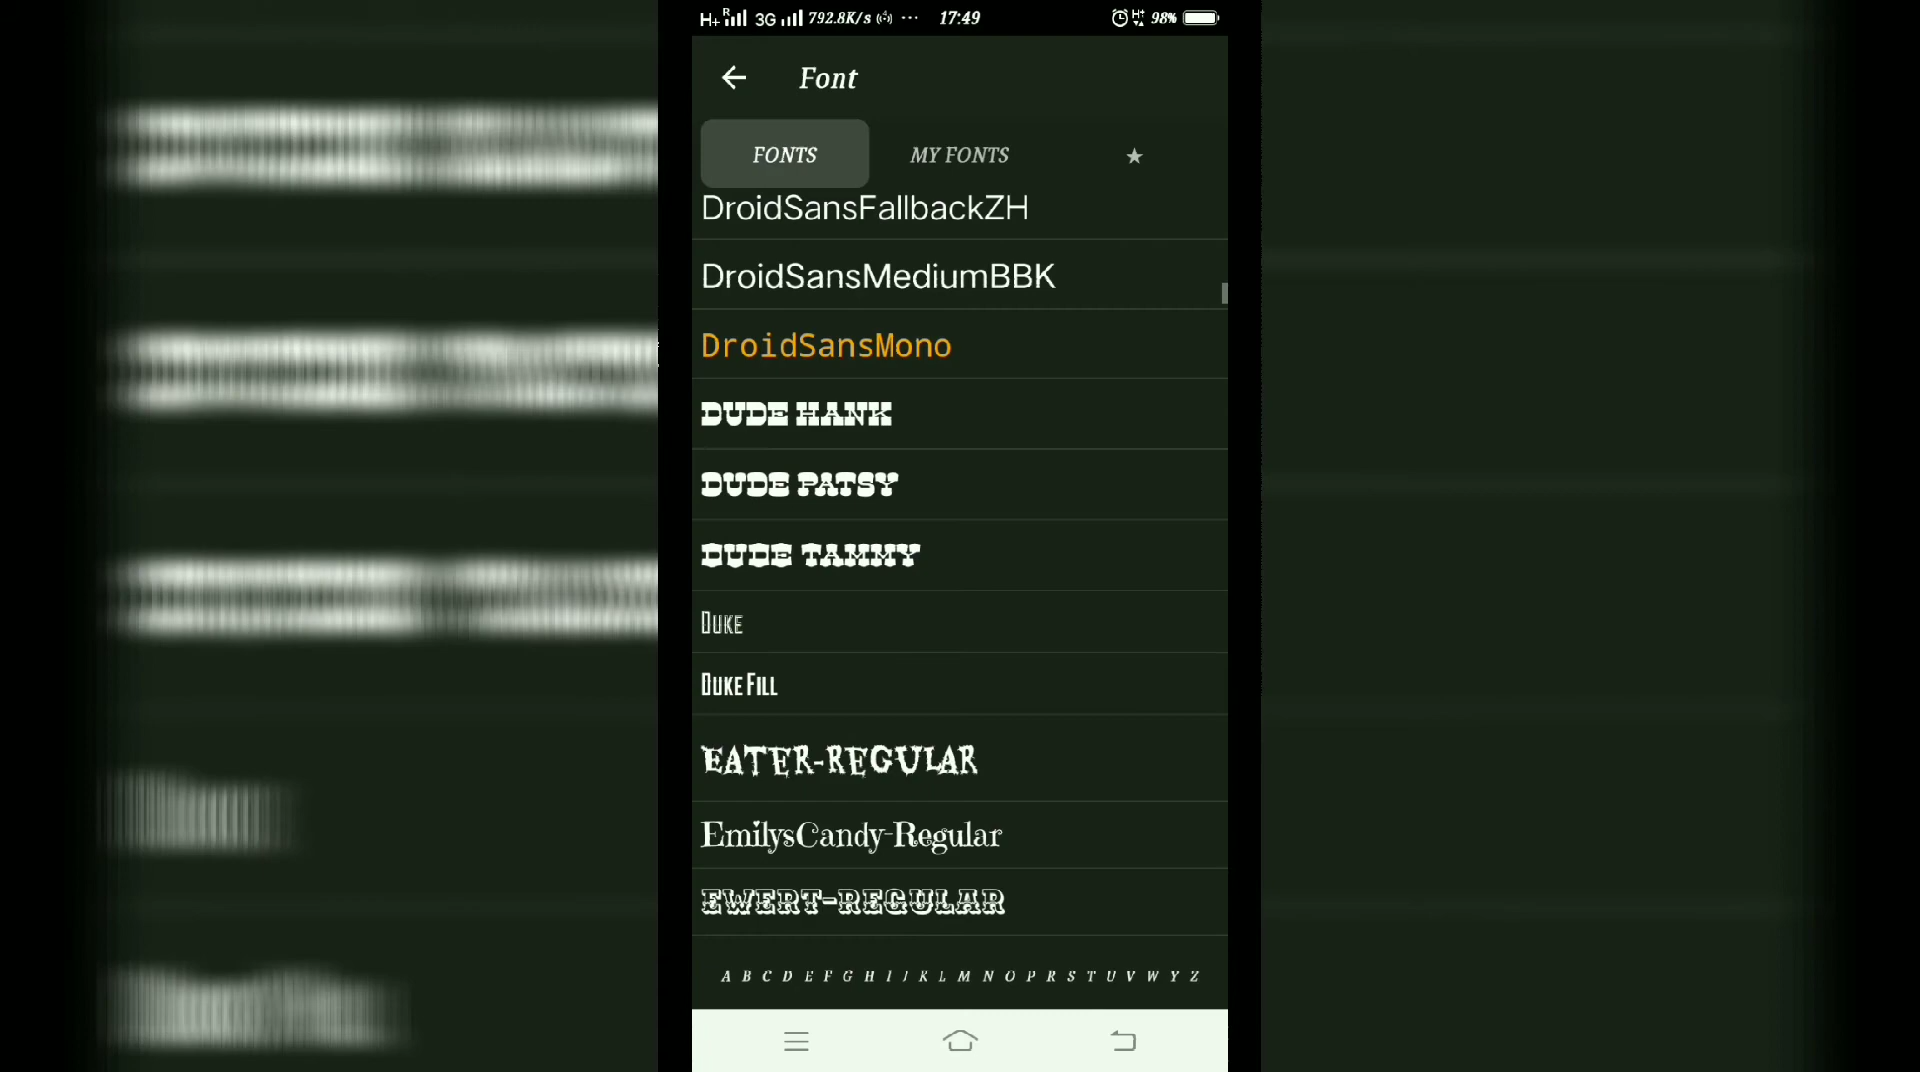 H+ R 3G 792.8K/s ··· 17:49 H+ 98%
Font
FONTS MY FONTS
DroidSansFallbackZH
DroidSansMediumBBK
DroidSansMono
DUDE HANK
DUDE PATSY
DUDE TAMMY
DUKE
DUKE FILL
EATER-REGULAR
EmilysCandy-Regular
EWERT-REGULAR
A B C D E F G H I J K L M N O P R S T U V W Y Z